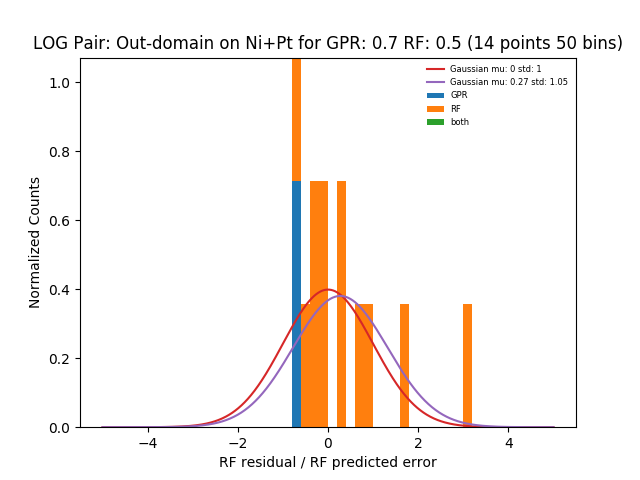 LOG Pair: Out-domain on Ni+Pt for GPR: 0.7 RF: 0.5 (14 points 50 bins)
Gaussian mu: 0 std: 1
Gaussian mu: 0.27 std: 1.05
GPR
RF
both
1.0
0.8
0.6
0.4
0.2
0.0
Normalized Counts
−4
−2
0
2
4
RF residual / RF predicted error